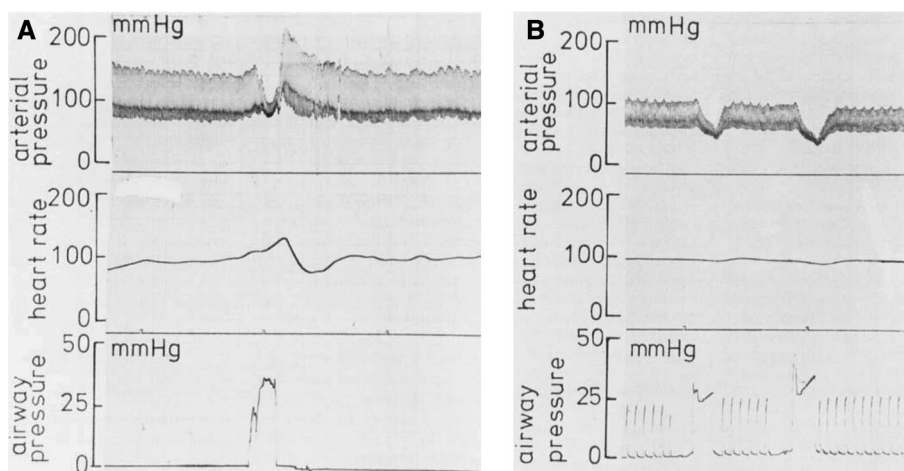 A
mmHg
200
100
0
arterial
pressure
200
100
0
heart rate
50
25
0
mmHg
airway
pressure
B
mmHg
200
100
0
arterial
pressure
200
100
0
heart rate
50
25
0
mmHg
airway
pressure